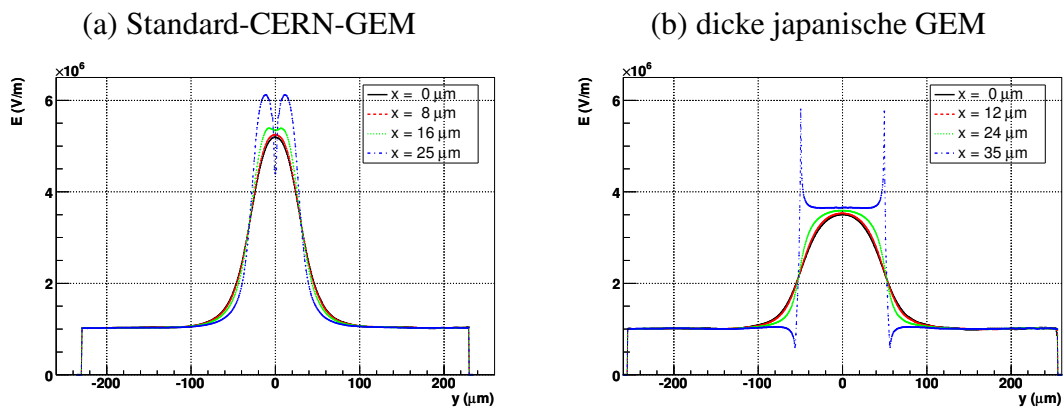 (a) Standard-CERN-GEM
E (V/m)
×10⁶
6
4
2
0
x = 0 μm
x = 8 μm
x = 16 μm
x = 25 μm
-200 -100 0 100 200
y (μm)
(b) dicke japanische GEM
E (V/m)
×10⁶
6
4
2
0
x = 0 μm
x = 12 μm
x = 24 μm
x = 35 μm
-200 -100 0 100 200
y (μm)